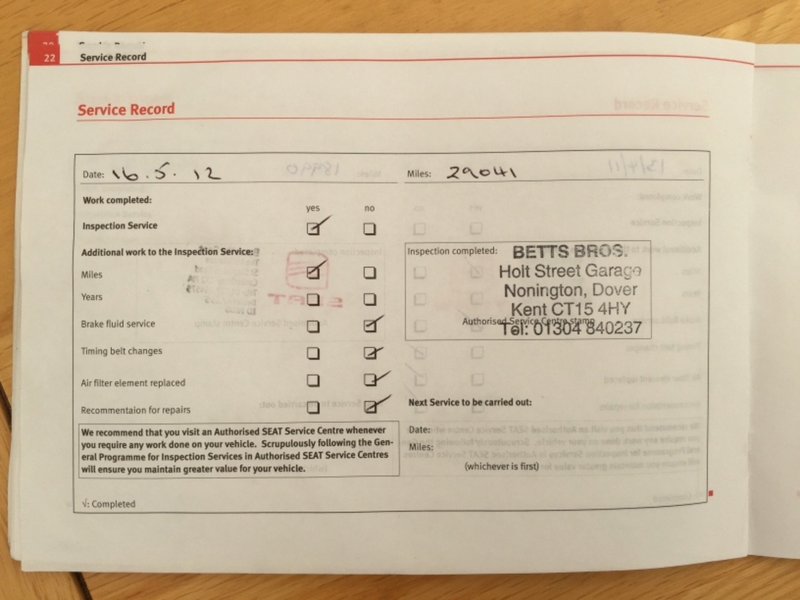 22 Service Record
Service Record
Date: 16.5.12 Miles: 29041
Work completed:
yes no
Inspection Service
Additional work to the Inspection Service:
Miles
Years
Brake fluid service
Timing belt changes
Air filter element replaced
Recommentaion for repairs
Inspection completed:
BETTS BROS.
Holt Street Garage
Nonington, Dover
Kent CT15 4HY
Authorised Service Centre stamp
Tel: 01304 840237
We recommend that you visit an Authorised SEAT Service Centre whenever
you require any work done on your vehicle. Scrupulously following the Gen-
eral Programme for Inspection Services in Authorised SEAT Service Centres
will ensure you maintain greater value for your vehicle.
Next Service to be carried out:
Date:
Miles:
(whichever is first)
√: Completed